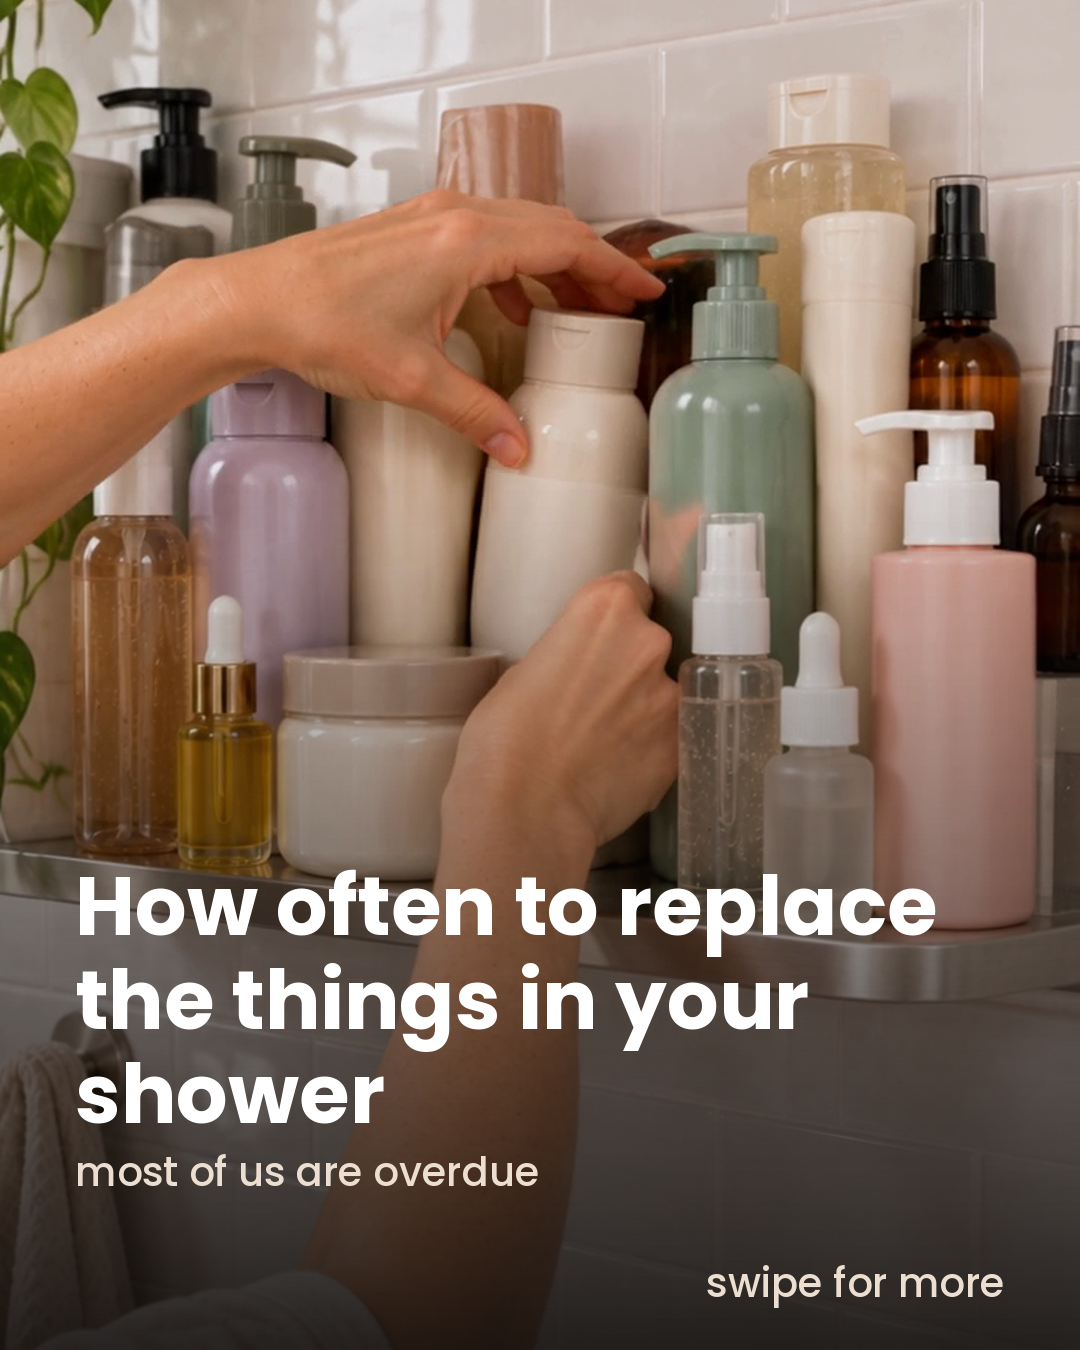 How often to replace
the things in your
shower
most of us are overdue
swipe for more